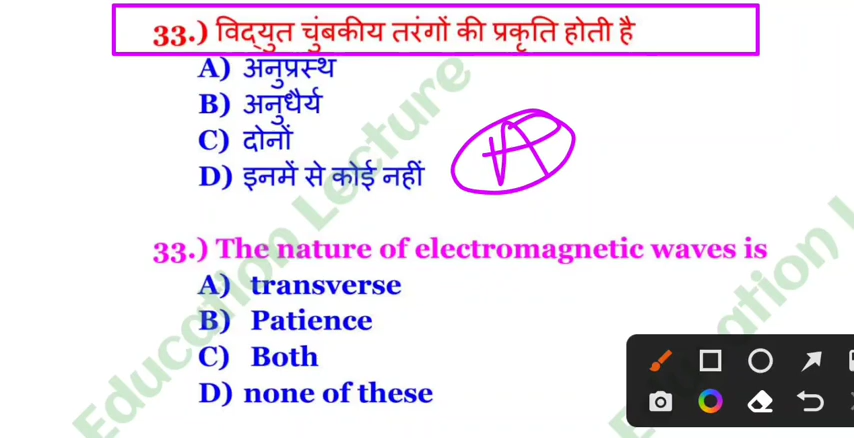 33.) विद्युत चुंबकीय तरंगों की प्रकृति होती है
A) अनुप्रस्थ
B) अनुधैर्य
C) दोनों
D) इनमें से कोई नहीं
A
33.) The nature of electromagnetic waves is
A) transverse
B) Patience
C) Both
D) none of these
Education Lecture
ation L